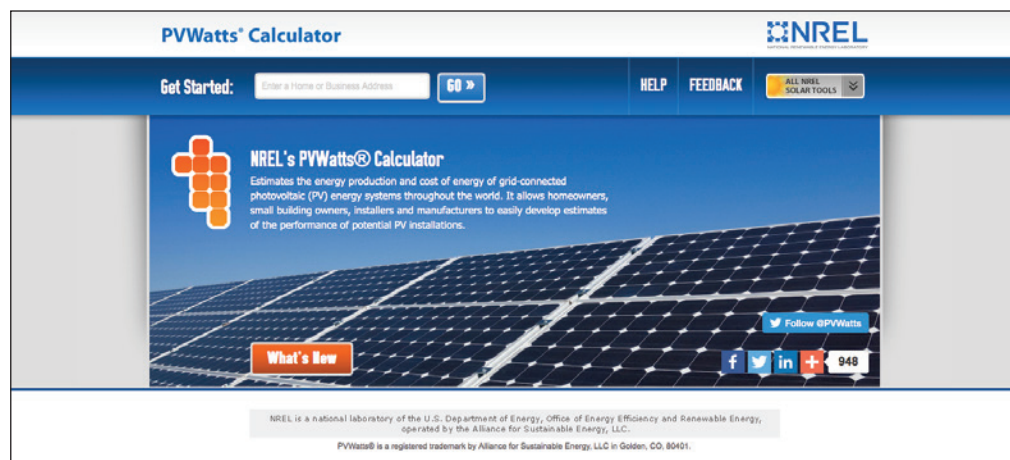 PVWatts® Calculator
NREL
NATIONAL RENEWABLE ENERGY LABORATORY
Get Started:
Enter a Home or Business Address
GO »
HELP
FEEDBACK
ALL NREL
SOLAR TOOLS
NREL's PVWatts® Calculator
Estimates the energy production and cost of energy of grid-connected
photovoltaic (PV) energy systems throughout the world. It allows homeowners,
small building owners, installers and manufacturers to easily develop estimates
of the performance of potential PV installations.
Follow @PVWatts
What's New
f
in
+
948
NREL is a national laboratory of the U.S. Department of Energy, Office of Energy Efficiency and Renewable Energy,
operated by the Alliance for Sustainable Energy, LLC.
PVWatts® is a registered trademark by Alliance for Sustainable Energy, LLC in Golden, CO, 80401.